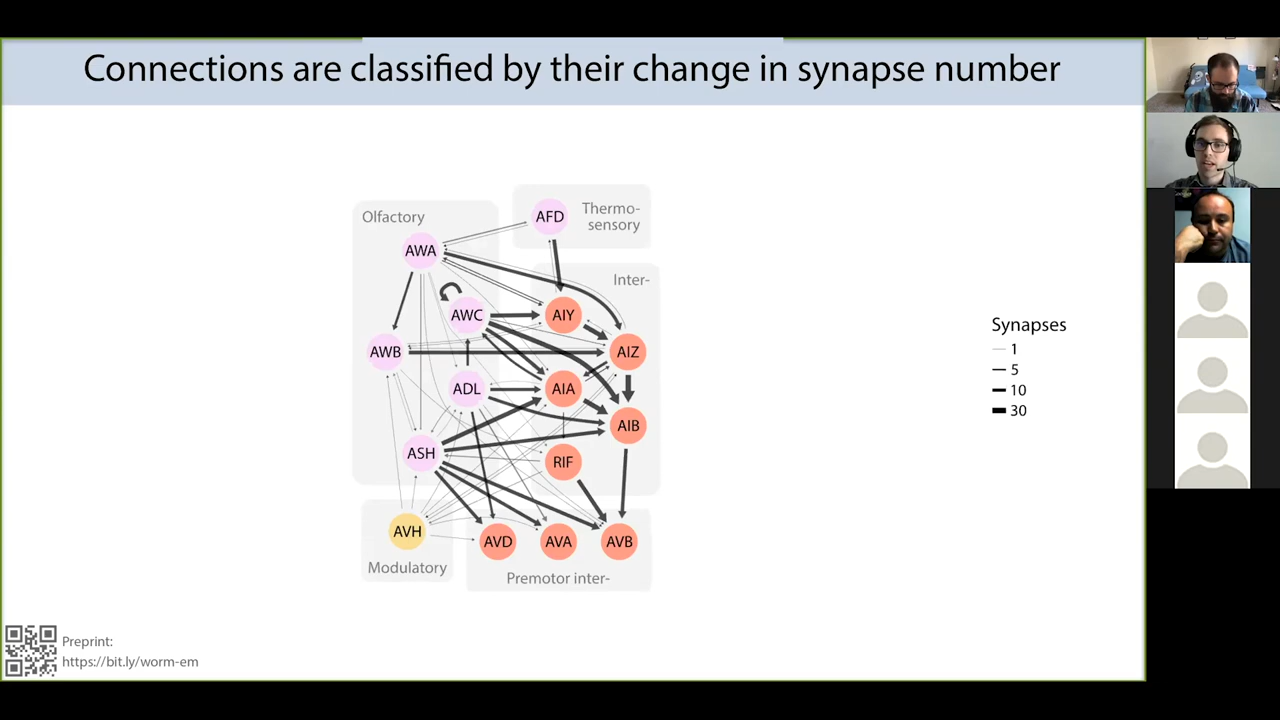 Connections are classified by their change in synapse number
Olfactory
AFD
Thermo-
sensory
AWA
Inter-
AWC
AIY
AWB
AIZ
ADL
AIA
AIB
ASH
RIF
AVH
AVD
AVA
AVB
Modulatory
Premotor inter-
Synapses
1
5
10
30
Preprint:
https://bit.ly/worm-em